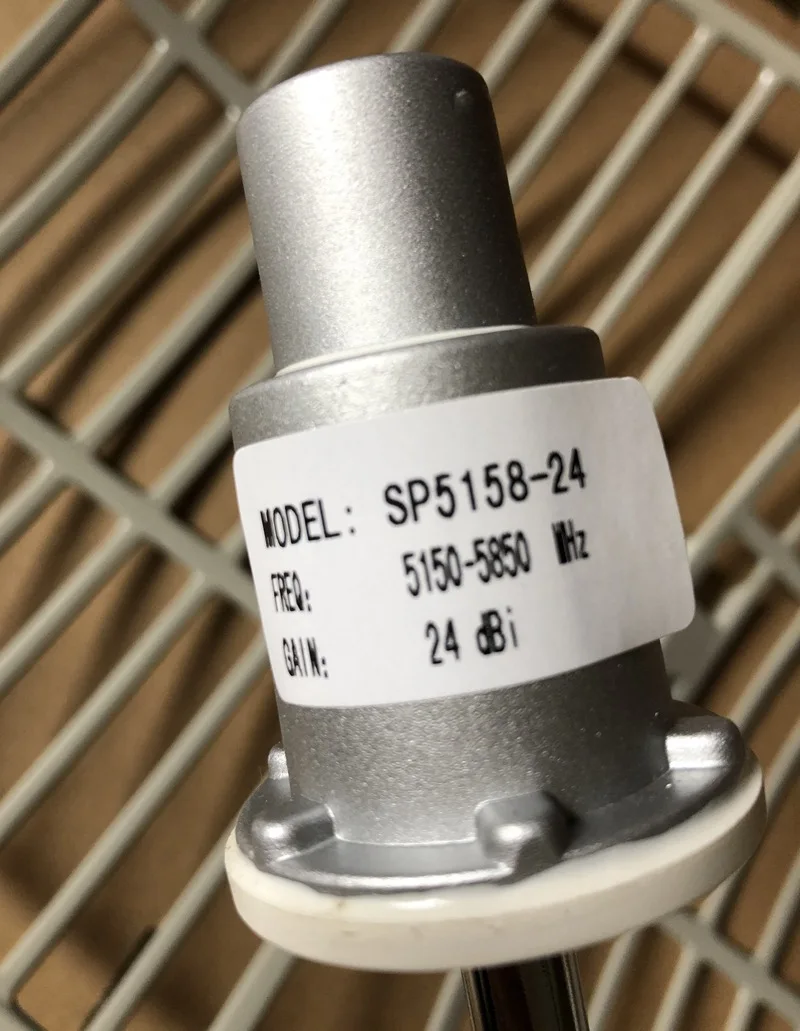 MODEL: SP5158-24
FREQ: 5150-5850 MHz
GAIN: 24 dBi